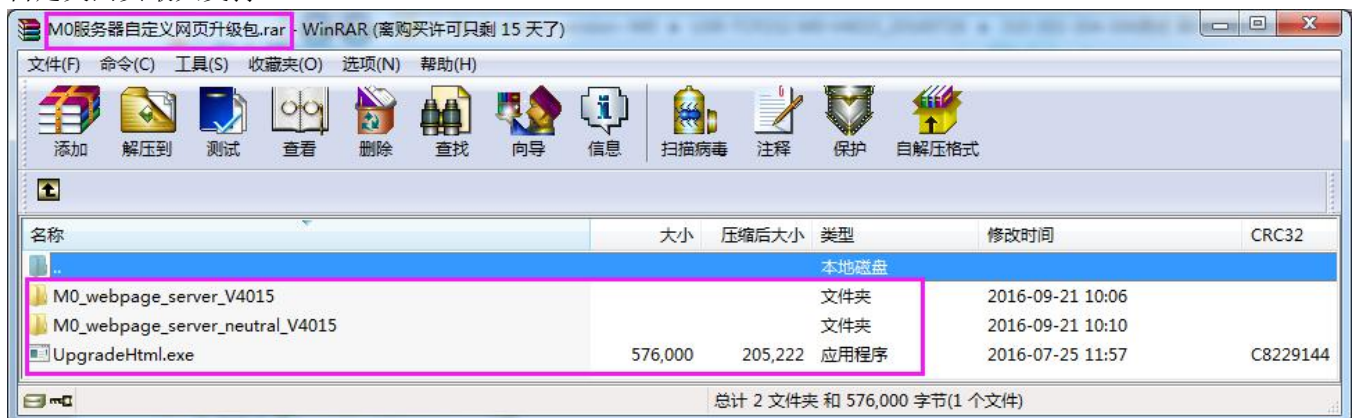 M0服务器自定义网页升级包.rar - WinRAR (离购买许可只剩 15 天了)
文件(F) 命令(C) 工具(S) 收藏夹(O) 选项(N) 帮助(H)
添加 解压到 测试 查看 删除 查找 向导 信息 扫描病毒 注释 保护 自解压格式
名称 大小 压缩后大小 类型 修改时间 CRC32
.. 本地磁盘
M0_webpage_server_V4015 文件夹 2016-09-21 10:06
M0_webpage_server_neutral_V4015 文件夹 2016-09-21 10:10
UpgradeHtml.exe 576,000 205,222 应用程序 2016-07-25 11:57 C8229144
总计 2 文件夹 和 576,000 字节(1 个文件)